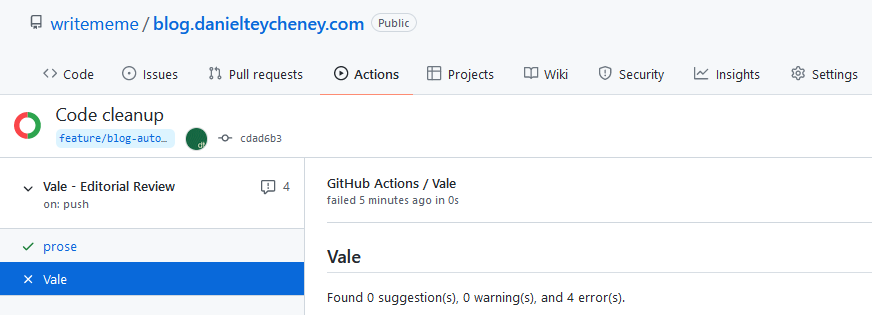 writememe / blog.danielteycheney.com Public
Code Issues Pull requests Actions Projects Wiki Security Insights Settings
Code cleanup
feature/blog-auto… cdad6b3
Vale - Editorial Review 4
on: push
prose
Vale
GitHub Actions / Vale
failed 5 minutes ago in 0s
Vale
Found 0 suggestion(s), 0 warning(s), and 4 error(s).